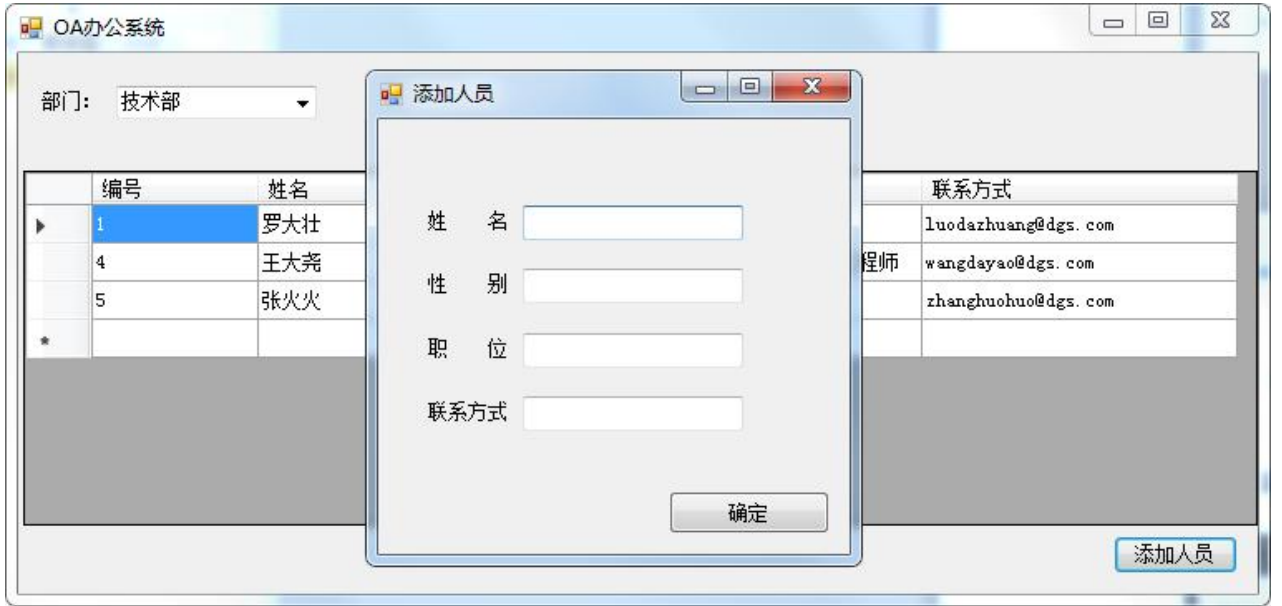 OA办公系统
添加人员
部门： 技术部
编号 姓名 联系方式
1 罗大壮 luodazhuang@dgs.com
4 王大尧 程师 wangdayao@dgs.com
5 张火火 zhanghuohuo@dgs.com
*
姓 名
性 别
职 位
联系方式
确定
添加人员